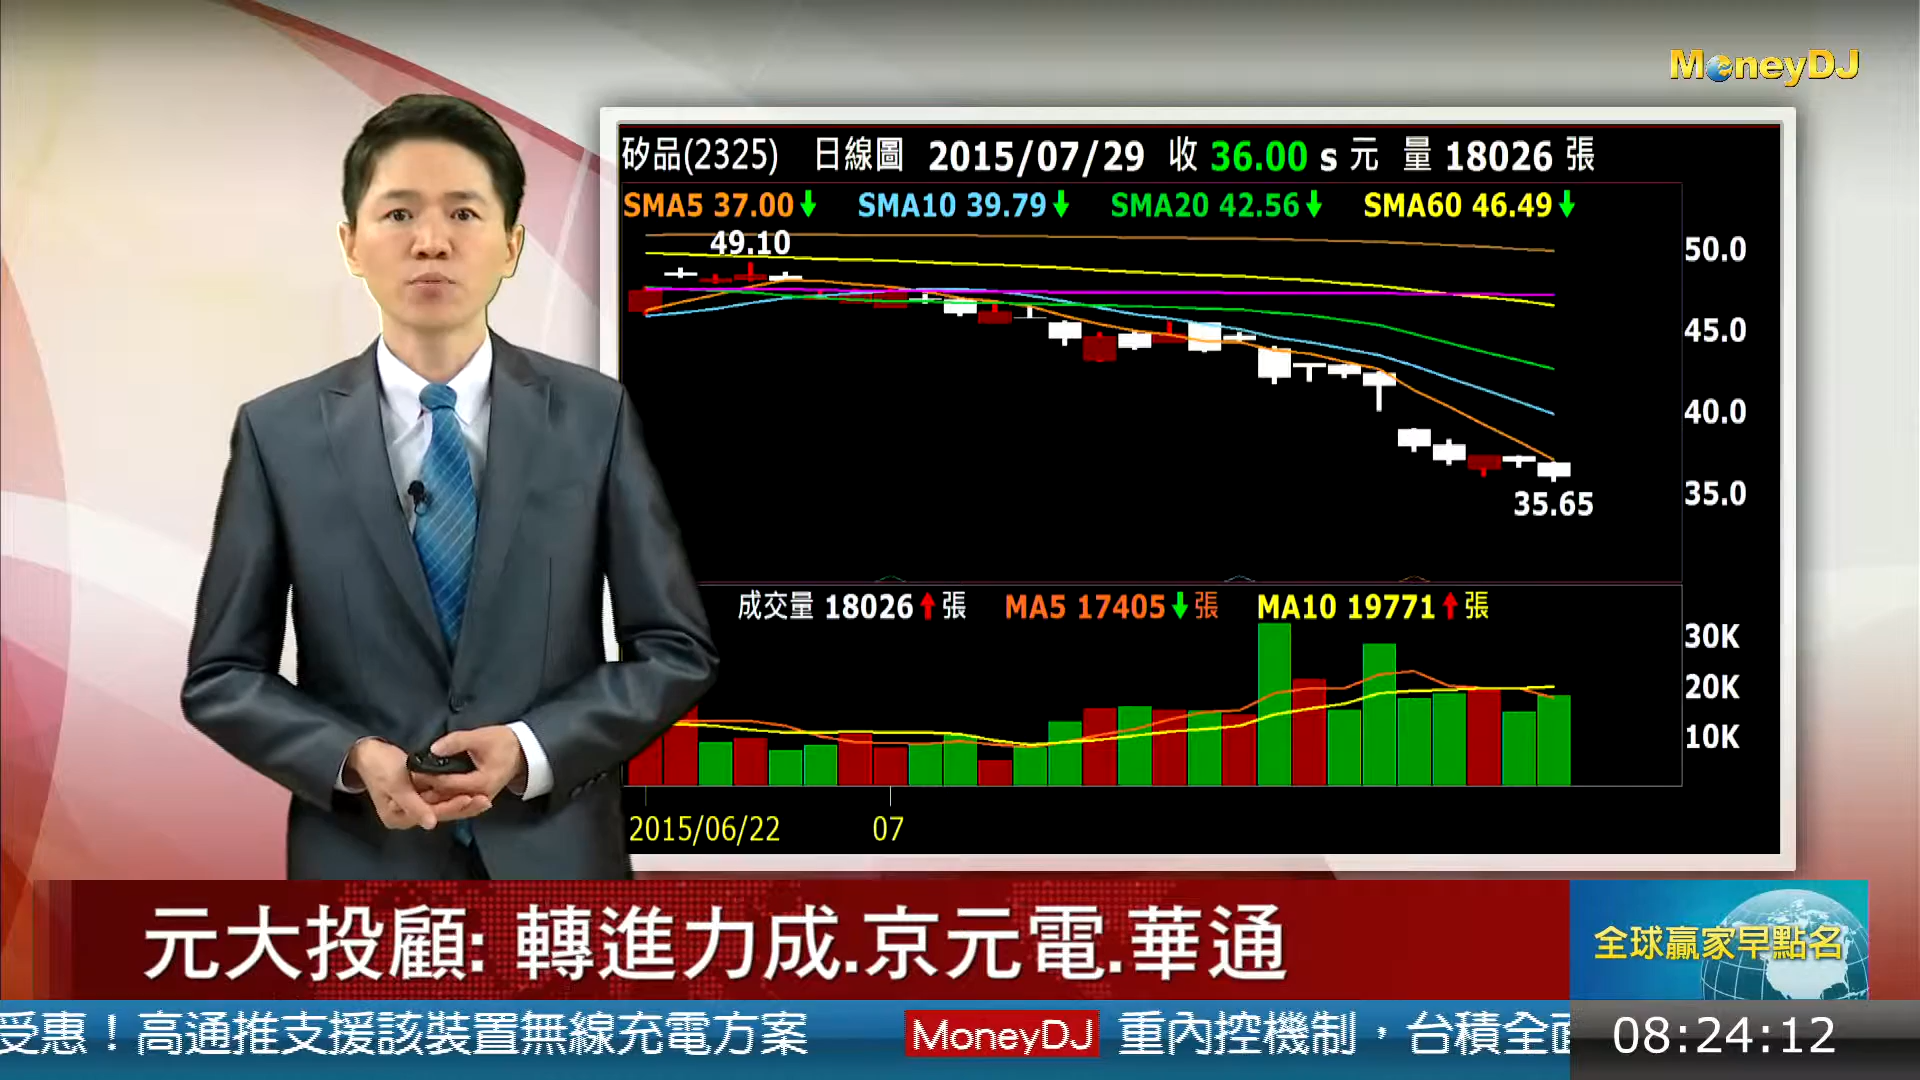 MoneyDJ
矽品(2325) 日線圖 2015/07/29 收 36.00 s 元 量 18026 張
SMA5 37.00↓ SMA10 39.79↓ SMA20 42.56↓ SMA60 46.49↓
49.10
50.0
45.0
40.0
35.0
35.65
成交量 18026↑張 MA5 17405↓張 MA10 19771↑張
30K
20K
10K
2015/06/22 07
元大投顧: 轉進力成.京元電.華通
全球贏家早點名
受惠！高通推支援該裝置無線充電方案 MoneyDJ 重內控機制，台積全面
08:24:12